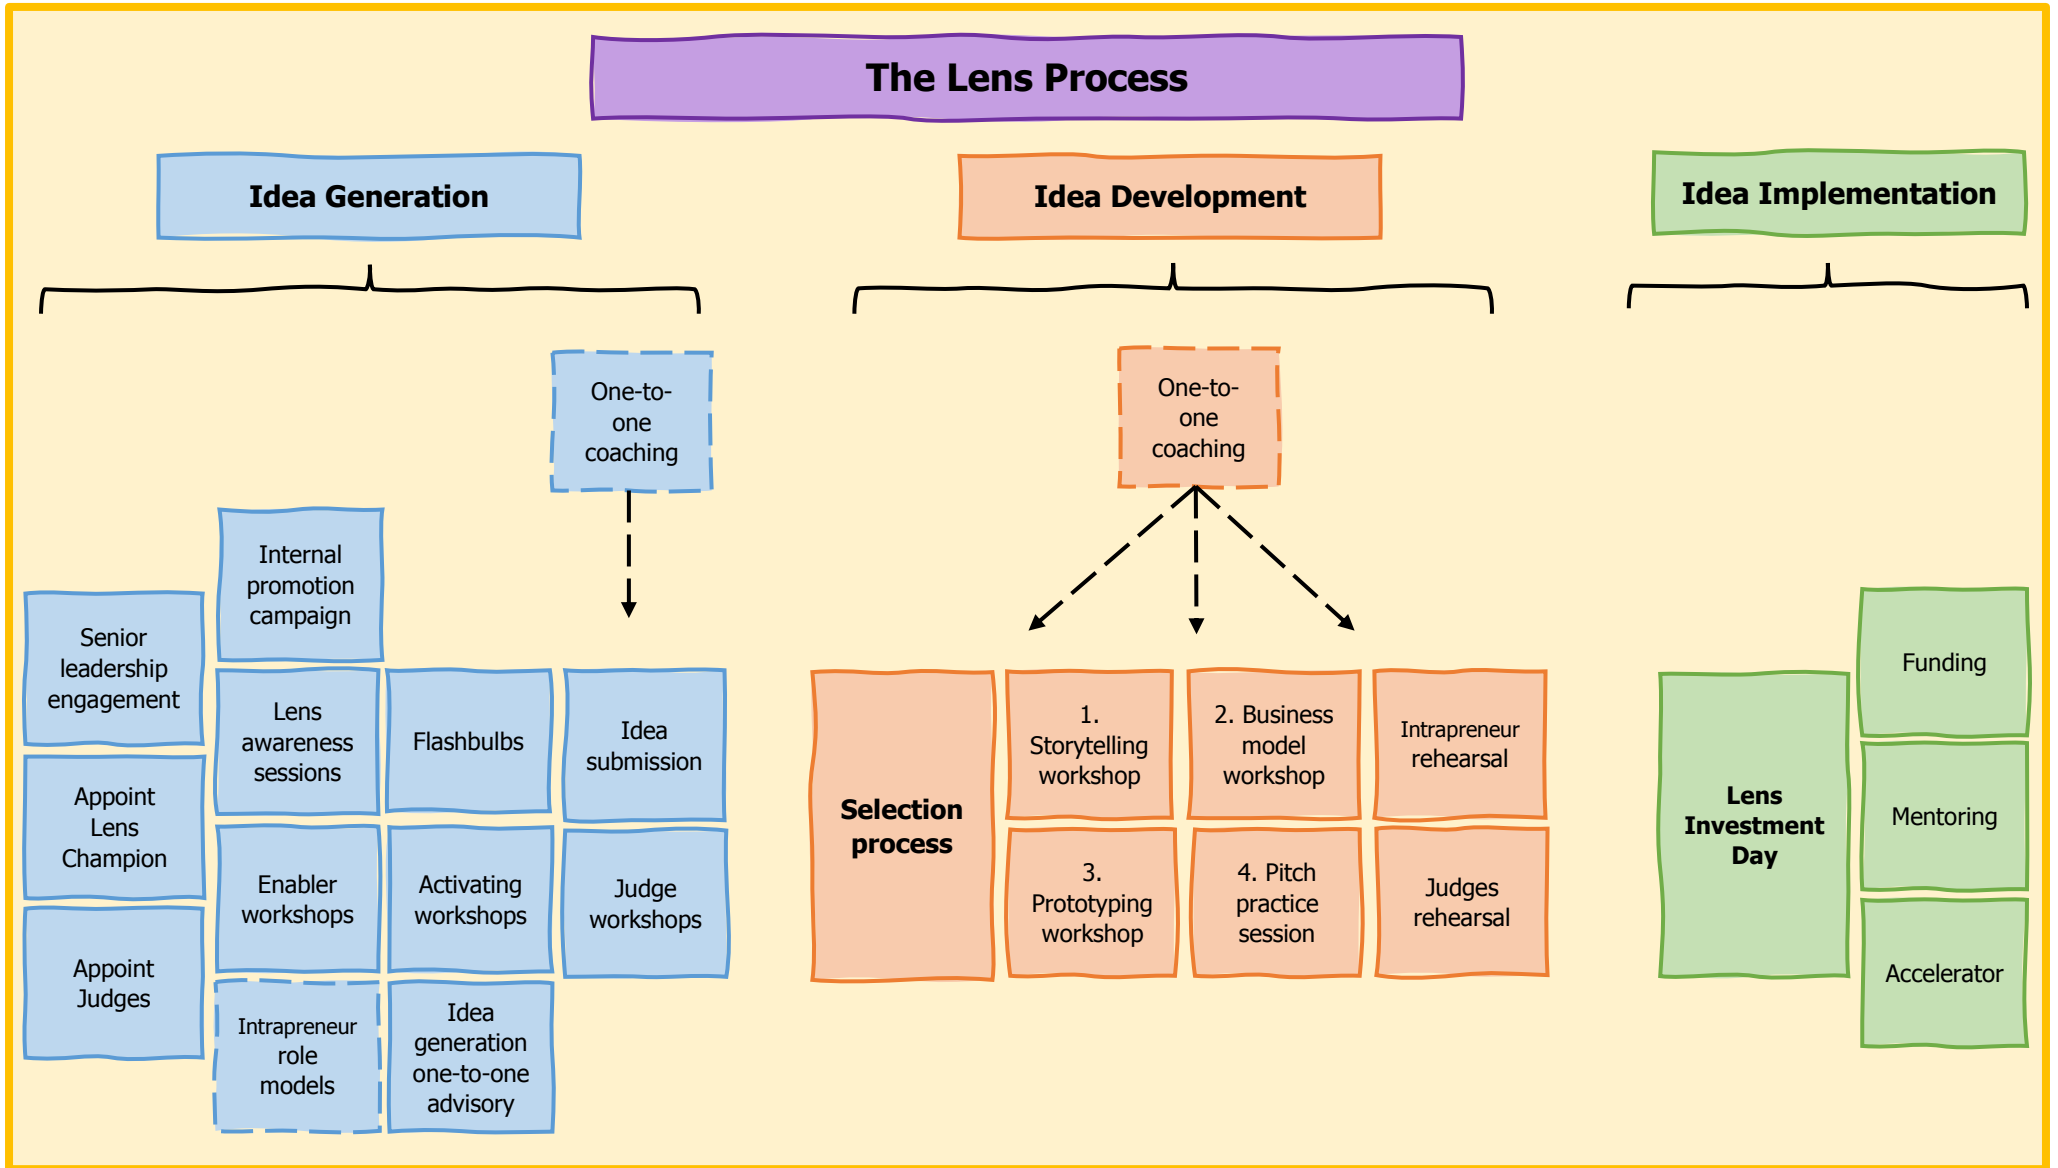 The Lens Process
Idea Generation
Idea Development
Idea Implementation
One-to-
one
coaching
Internal
promotion
campaign
Senior
leadership
engagement
Lens
awareness
sessions
Flashbulbs
Idea
submission
Appoint
Lens
Champion
Enabler
workshops
Activating
workshops
Judge
workshops
Appoint
Judges
Intrapreneur
role
models
Idea
generation
one-to-one
advisory
One-to-
one
coaching
Selection
process
1.
Storytelling
workshop
2. Business
model
workshop
Intrapreneur
rehearsal
3.
Prototyping
workshop
4. Pitch
practice
session
Judges
rehearsal
Lens
Investment
Day
Funding
Mentoring
Accelerator